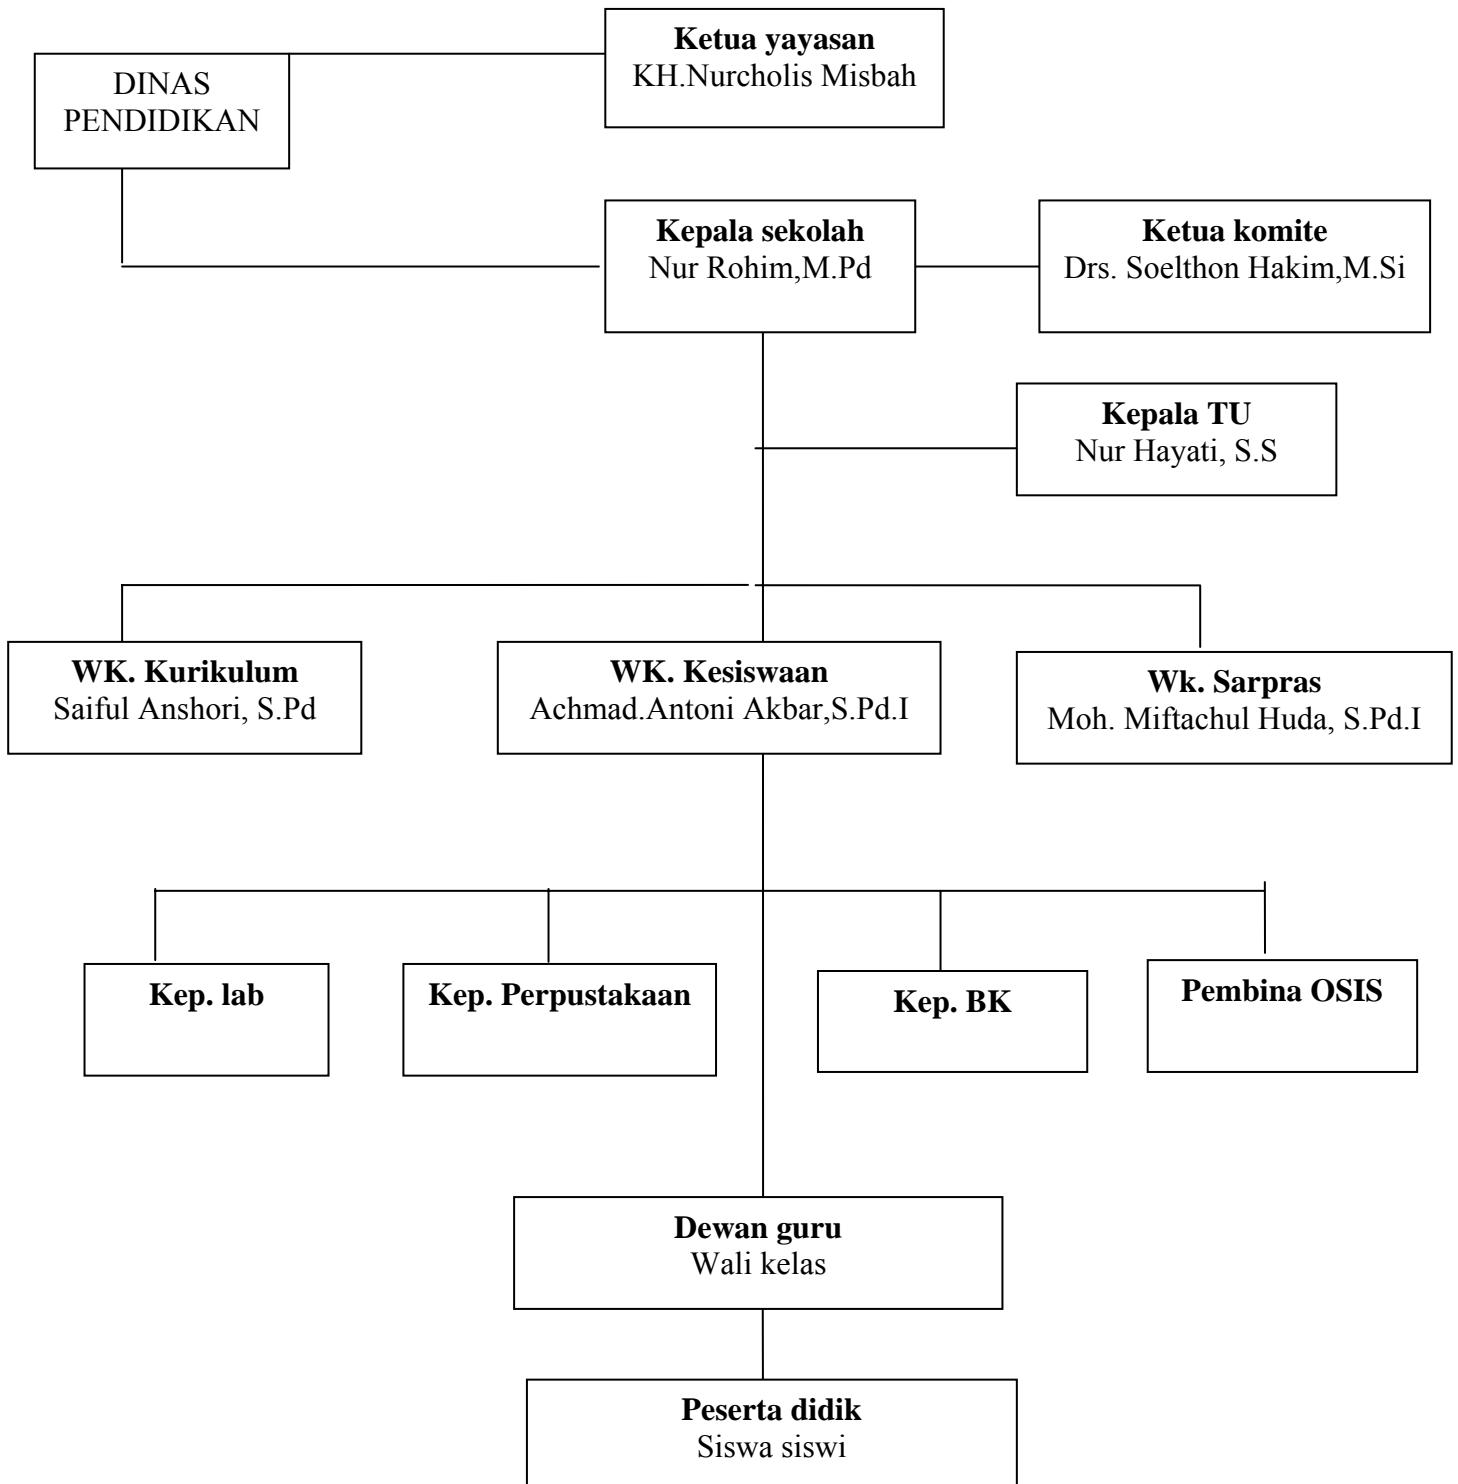 Ketua yayasan
KH.Nurcholis Misbah
DINAS
PENDIDIKAN
Kepala sekolah
Nur Rohim,M.Pd
Ketua komite
Drs. Soelthon Hakim,M.Si
Kepala TU
Nur Hayati, S.S
WK. Kurikulum
Saiful Anshori, S.Pd
WK. Kesiswaan
Achmad.Antoni Akbar,S.Pd.I
Wk. Sarpras
Moh. Miftachul Huda, S.Pd.I
Kep. lab
Kep. Perpustakaan
Kep. BK
Pembina OSIS
Dewan guru
Wali kelas
Peserta didik
Siswa siswi